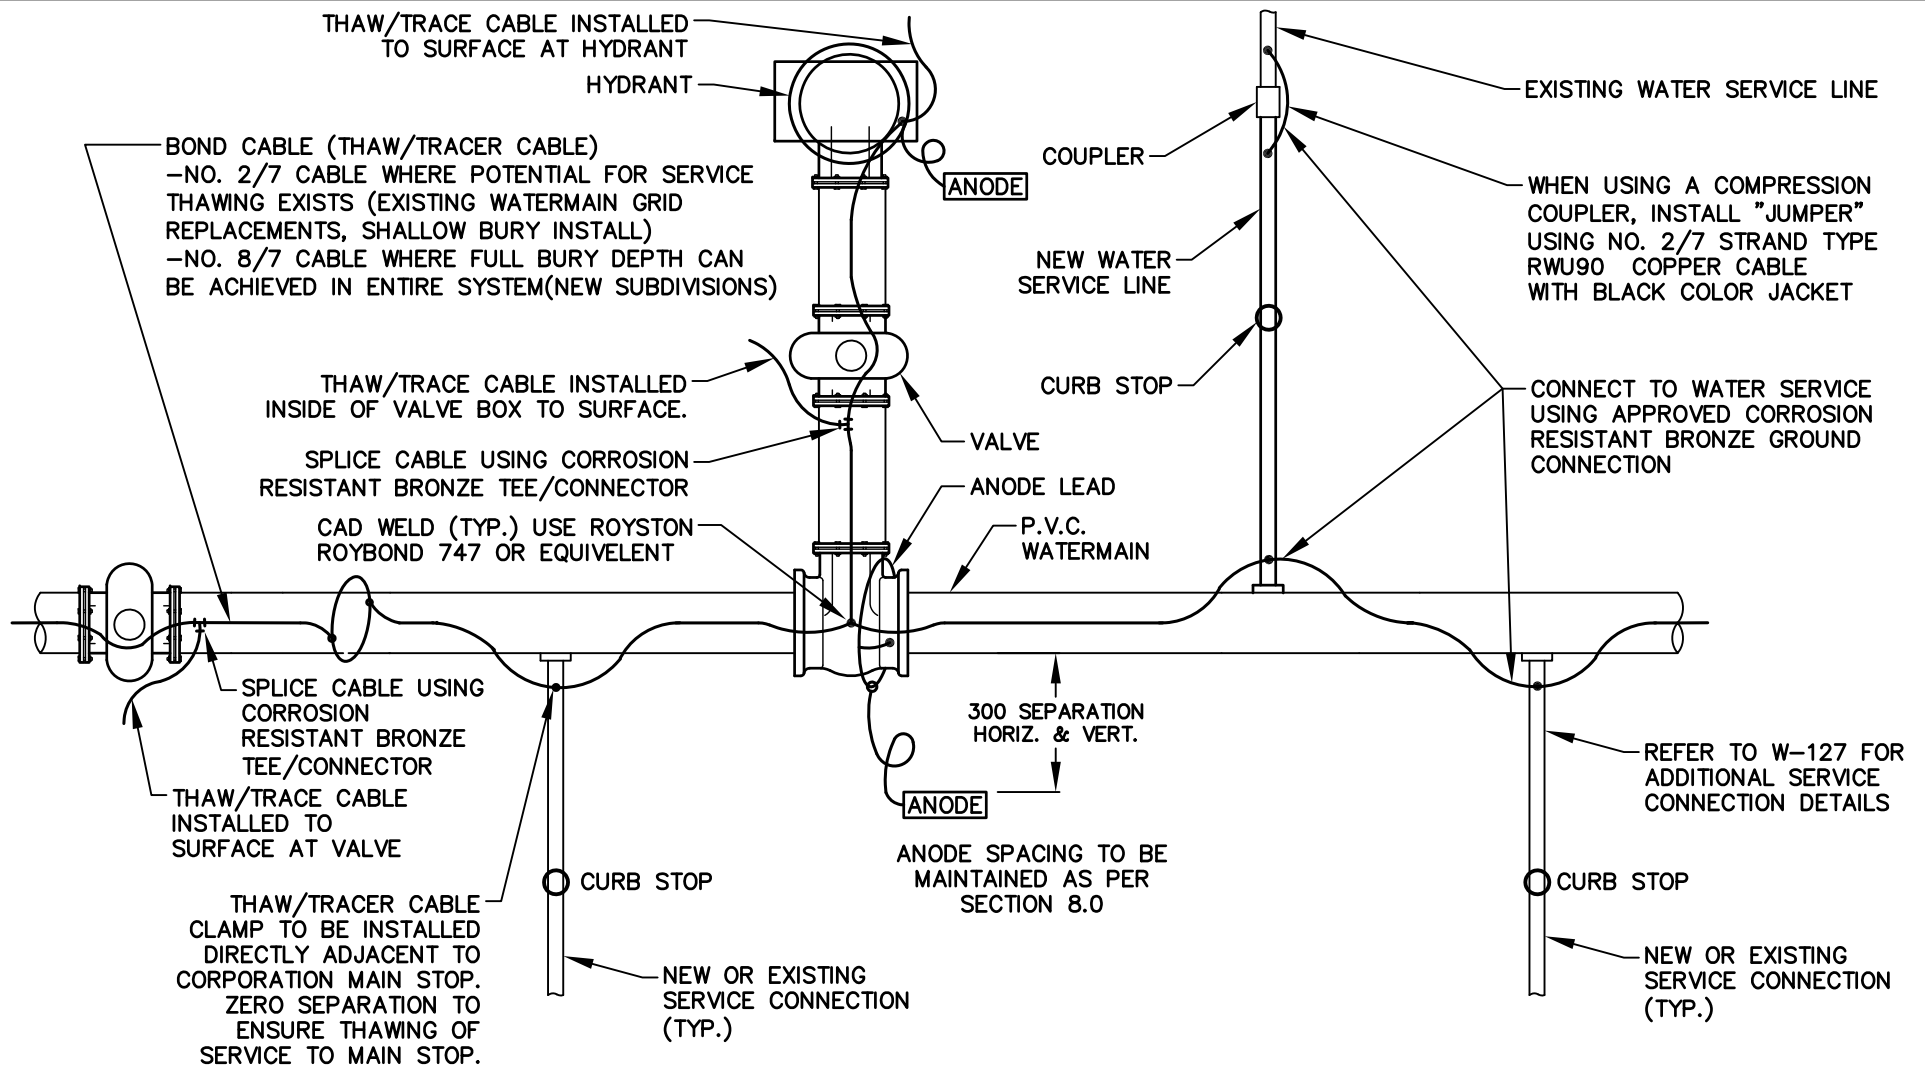 THAW/TRACE CABLE INSTALLED
TO SURFACE AT HYDRANT
HYDRANT
BOND CABLE (THAW/TRACER CABLE)
-NO. 2/7 CABLE WHERE POTENTIAL FOR SERVICE
THAWING EXISTS (EXISTING WATERMAIN GRID
REPLACEMENTS, SHALLOW BURY INSTALL)
-NO. 8/7 CABLE WHERE FULL BURY DEPTH CAN
BE ACHIEVED IN ENTIRE SYSTEM(NEW SUBDIVISIONS)
ANODE
THAW/TRACE CABLE INSTALLED
INSIDE OF VALVE BOX TO SURFACE.
SPLICE CABLE USING CORROSION
RESISTANT BRONZE TEE/CONNECTOR
CAD WELD (TYP.) USE ROYSTON
ROYBOND 747 OR EQUIVELENT
VALVE
ANODE LEAD
P.V.C.
WATERMAIN
COUPLER
NEW WATER
SERVICE LINE
CURB STOP
EXISTING WATER SERVICE LINE
WHEN USING A COMPRESSION
COUPLER, INSTALL "JUMPER"
USING NO. 2/7 STRAND TYPE
RWU90 COPPER CABLE
WITH BLACK COLOR JACKET
CONNECT TO WATER SERVICE
USING APPROVED CORROSION
RESISTANT BRONZE GROUND
CONNECTION
SPLICE CABLE USING
CORROSION
RESISTANT BRONZE
TEE/CONNECTOR
THAW/TRACE CABLE
INSTALLED TO
SURFACE AT VALVE
THAW/TRACER CABLE
CLAMP TO BE INSTALLED
DIRECTLY ADJACENT TO
CORPORATION MAIN STOP.
ZERO SEPARATION TO
ENSURE THAWING OF
SERVICE TO MAIN STOP.
CURB STOP
NEW OR EXISTING
SERVICE CONNECTION
(TYP.)
300 SEPARATION
HORIZ. & VERT.
ANODE
ANODE SPACING TO BE
MAINTAINED AS PER
SECTION 8.0
REFER TO W-127 FOR
ADDITIONAL SERVICE
CONNECTION DETAILS
CURB STOP
NEW OR EXISTING
SERVICE CONNECTION
(TYP.)